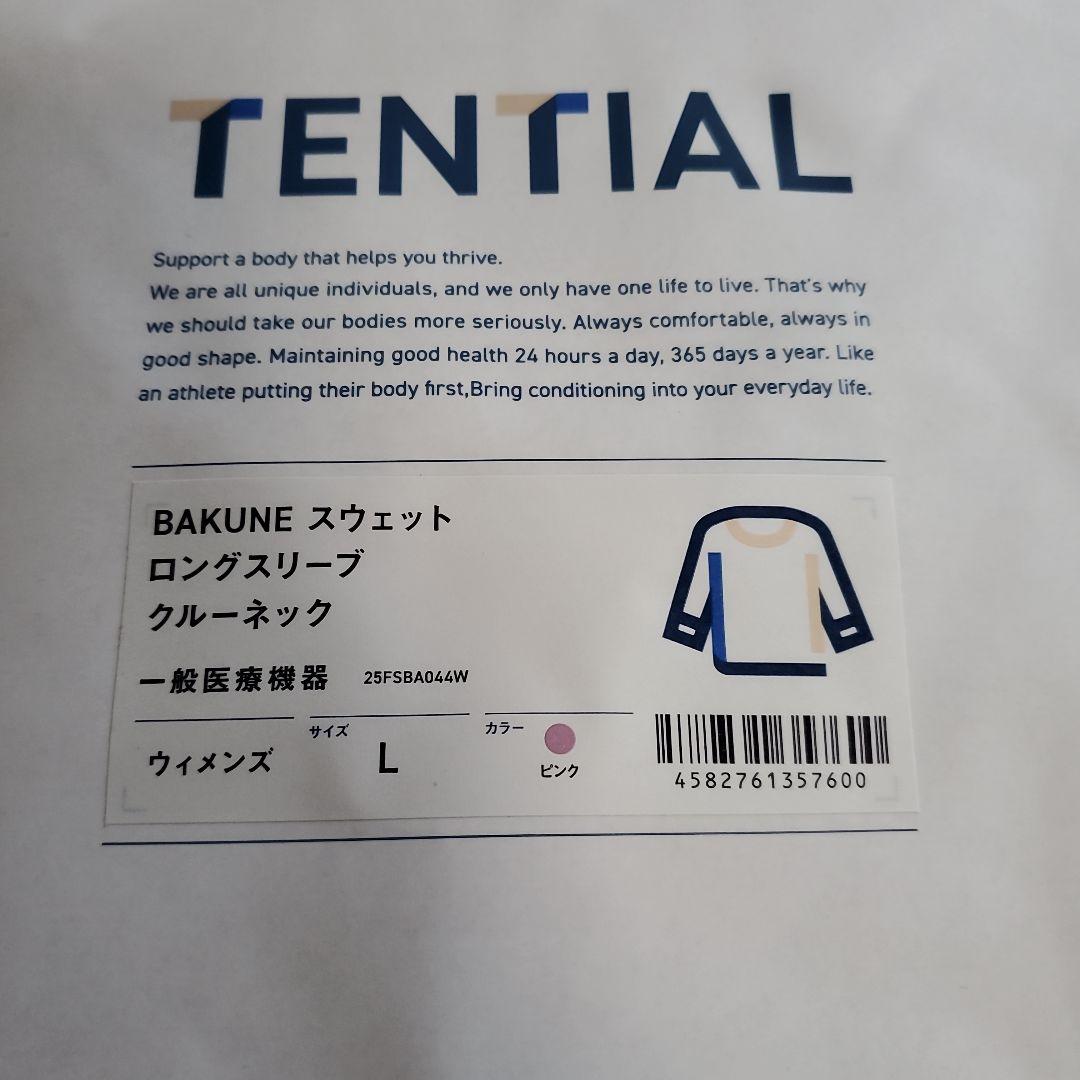 TENTIAL
Support a body that helps you thrive.
We are all unique individuals, and we only have one life to live. That's why
we should take our bodies more seriously. Always comfortable, always in
good shape. Maintaining good health 24 hours a day, 365 days a year. Like
an athlete putting their body first,Bring conditioning into your everyday life.
BAKUNE スウェット
ロングスリーブ
クルーネック
一般医療機器 25FSBA044W
ウィメンズ
サイズ
L
カラー
ピンク
4582761357600